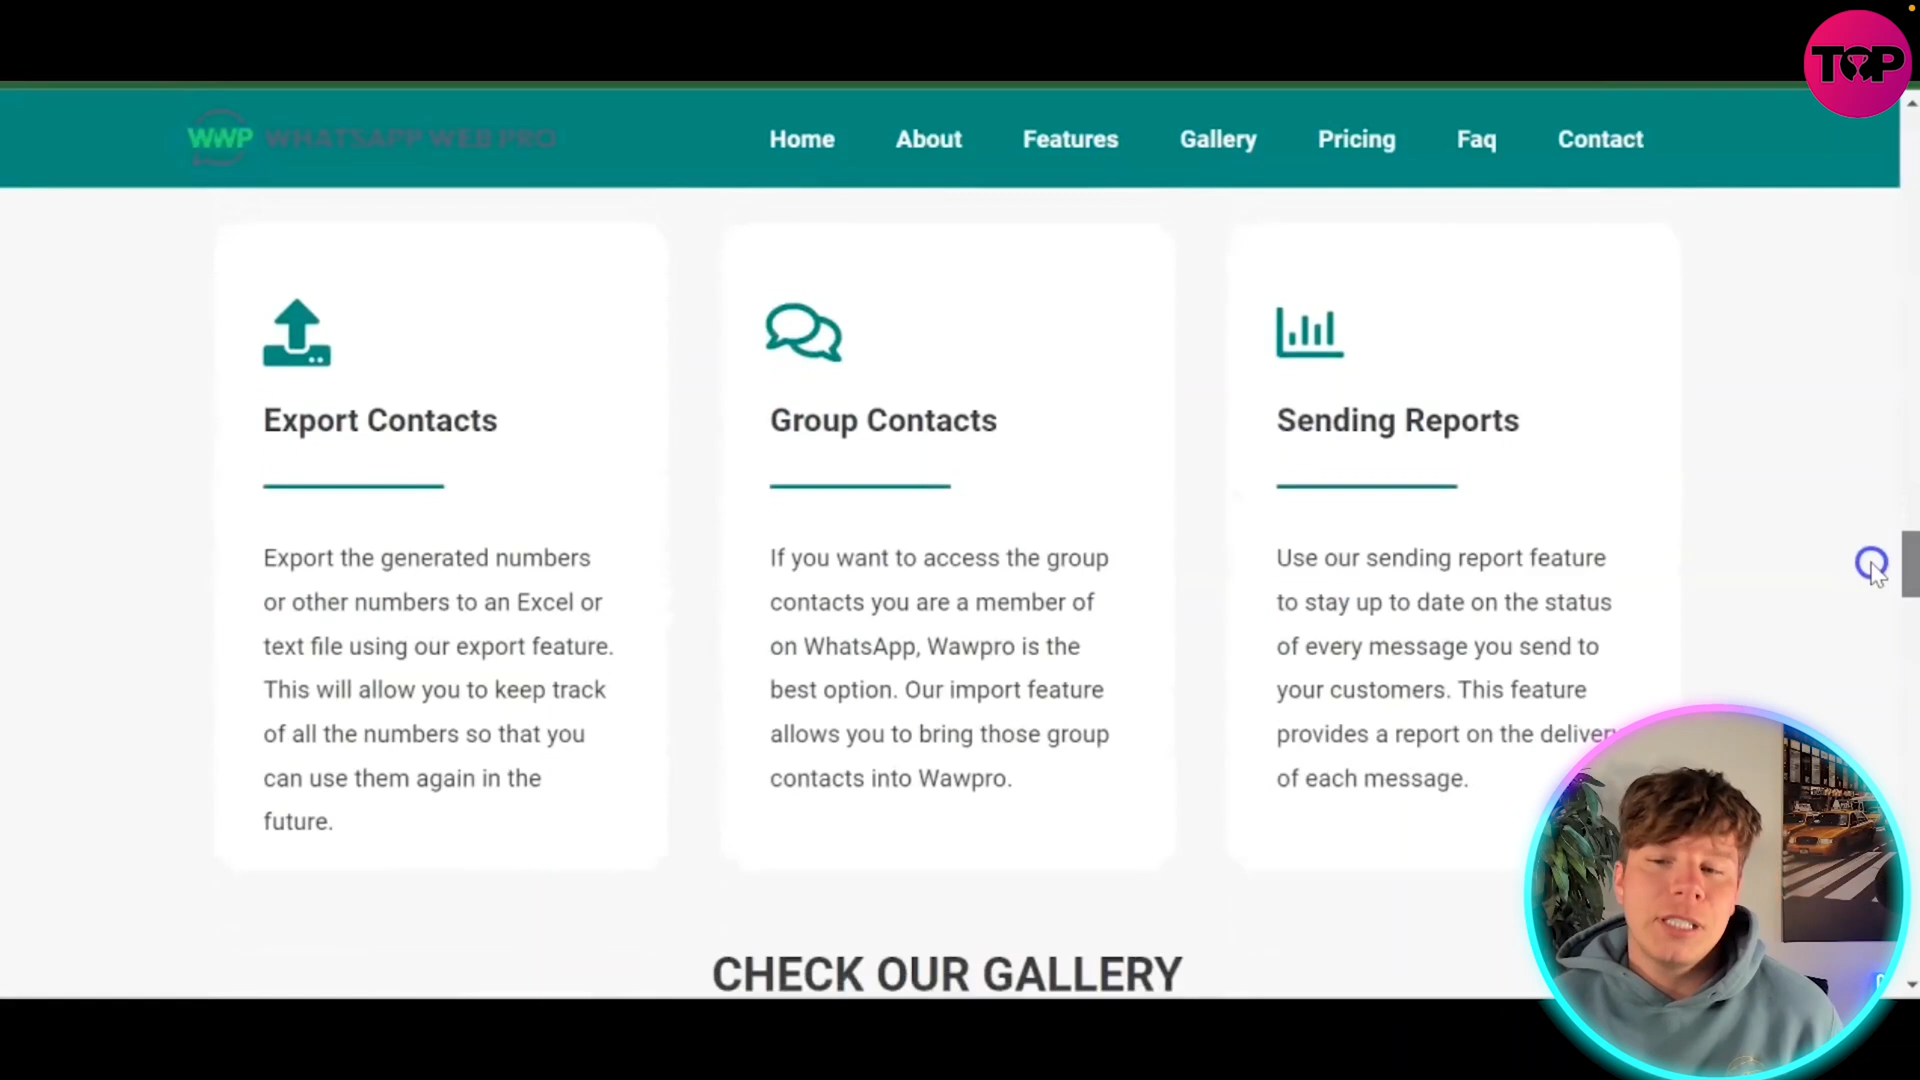 TOP
WWP WHATSAPP WEB PRO
Home About Features Gallery Pricing Faq Contact
Export Contacts
Export the generated numbers
or other numbers to an Excel or
text file using our export feature.
This will allow you to keep track
of all the numbers so that you
can use them again in the
future.
Group Contacts
If you want to access the group
contacts you are a member of
on WhatsApp, Wawpro is the
best option. Our import feature
allows you to bring those group
contacts into Wawpro.
Sending Reports
Use our sending report feature
to stay up to date on the status
of every message you send to
your customers. This feature
provides a report on the delivery
of each message.
CHECK OUR GALLERY